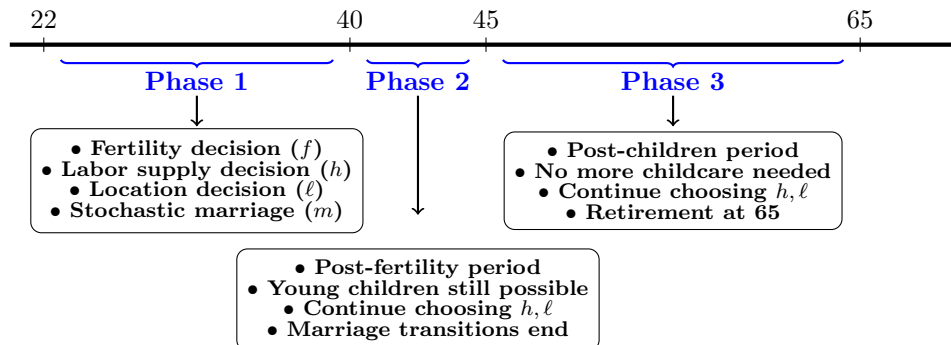 22 40 45 65
Phase 1 Phase 2 Phase 3
• Fertility decision (f)
• Labor supply decision (h)
• Location decision (ℓ)
• Stochastic marriage (m)
• Post-children period
• No more childcare needed
• Continue choosing h, ℓ
• Retirement at 65
• Post-fertility period
• Young children still possible
• Continue choosing h, ℓ
• Marriage transitions end